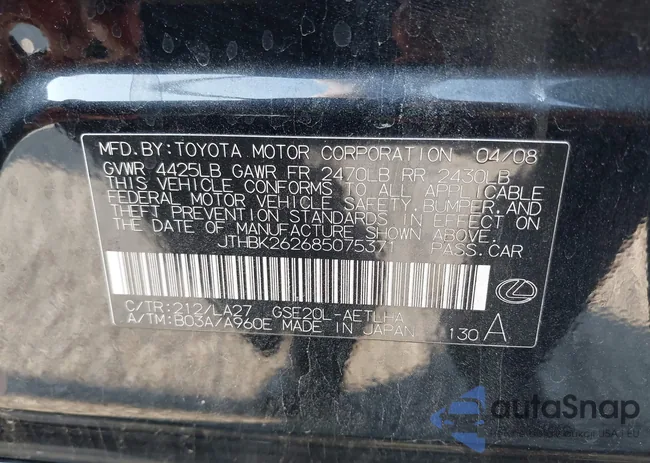 MFD.BY:TOYOTA MOTOR CORPORATION 04/08
GVWR 4425LB GAWR FR 2470LB RR 2430LB
THIS VEHICLE CONFORMS TO ALL APPLICABLE
FEDERAL MOTOR VEHICLE SAFETY, BUMPER, AND
THEFT PREVENTION STANDARDS IN EFFECT ON
THE DATE OF MANUFACTURE SHOWN ABOVE.
JTHBK262685075371 PASS.CAR
C/TR:212/LA27 GSE20L-AETLHA
A/TM:B03A/A960E MADE IN JAPAN 130 A
autaSnap